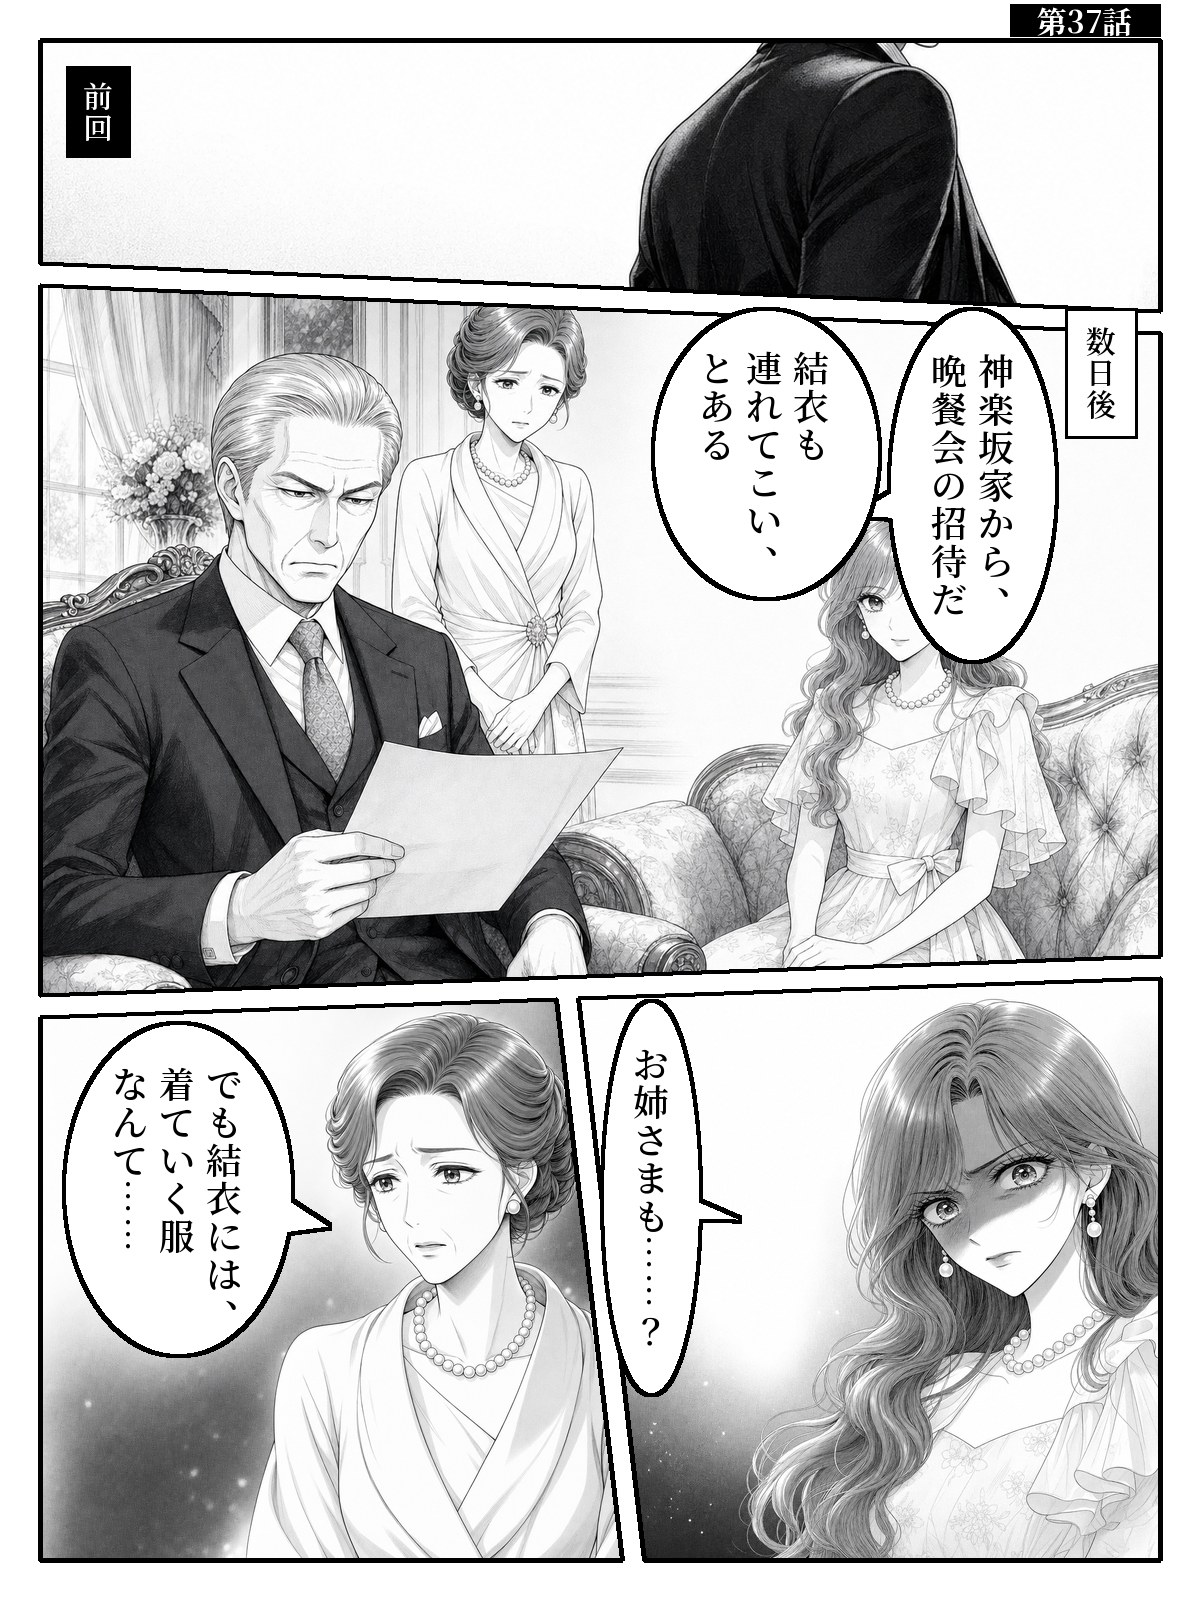 第37話
前回
数日後
神楽坂家から、
晩餐会の招待だ
結衣も
連れてこい、
とある
お姉さまも……？
でも結衣には、
着ていく服
なんて……